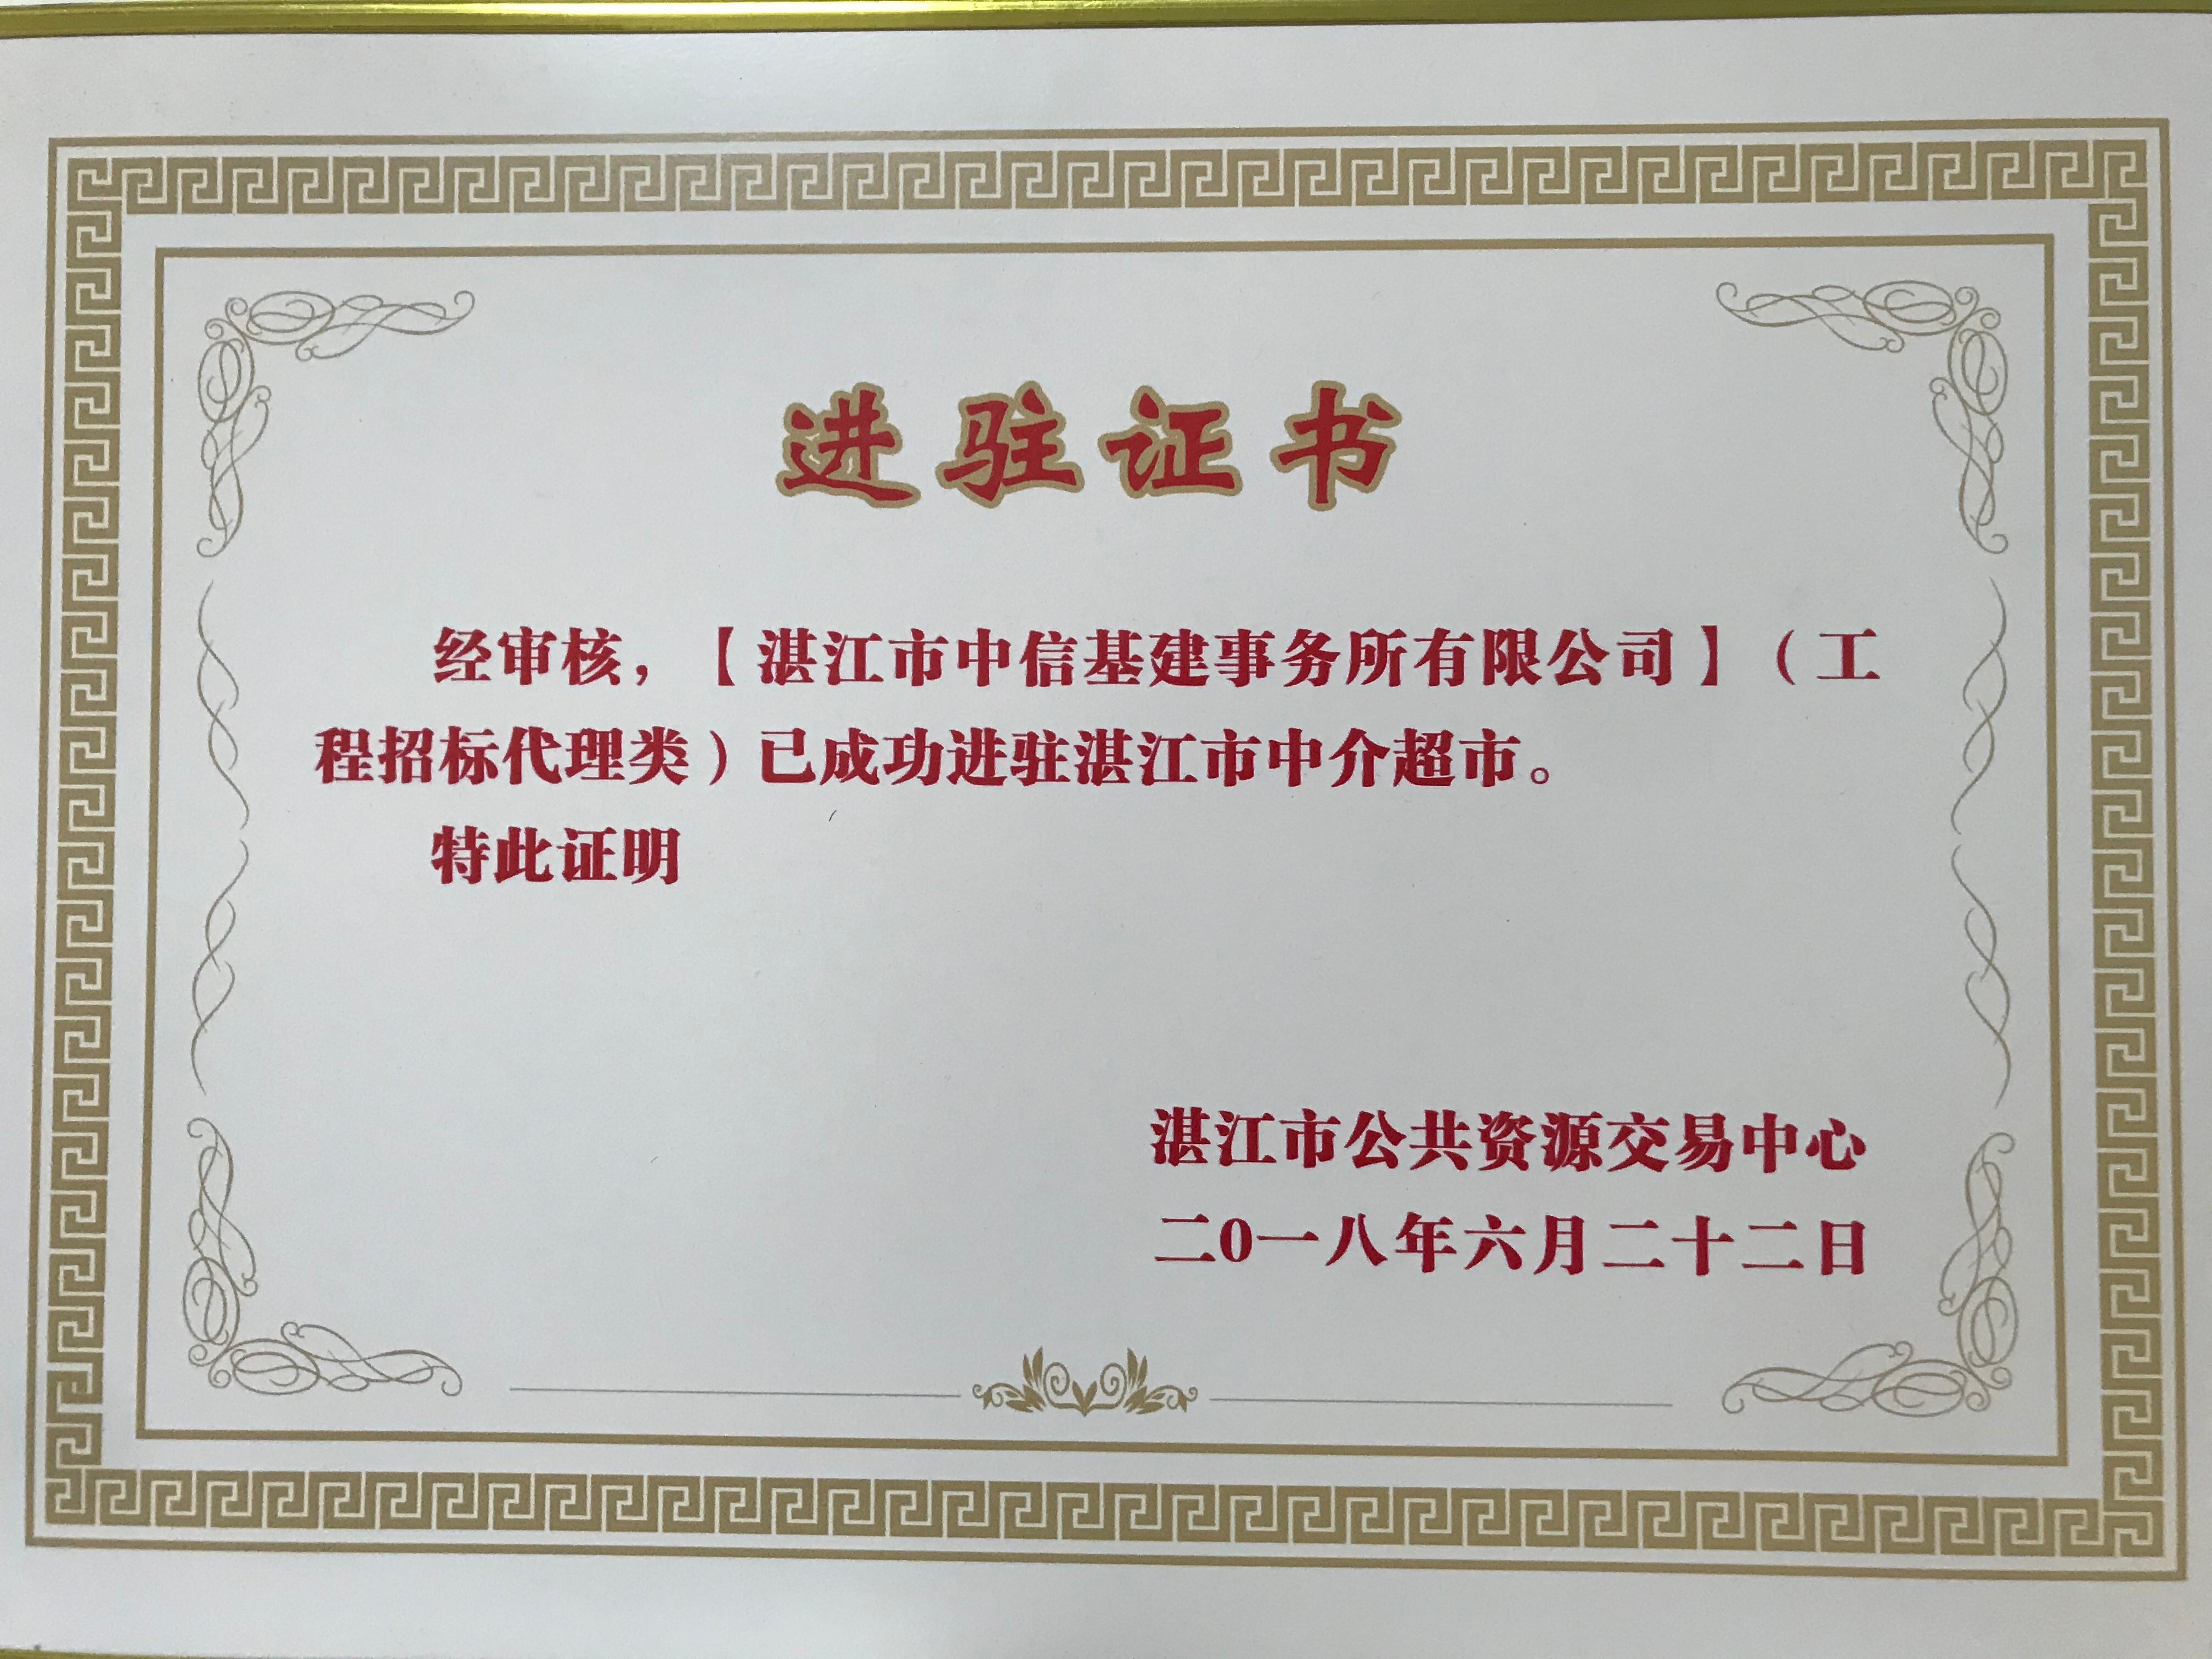 进驻证书
经审核，【湛江市中信基建事务所有限公司】（工
程招标代理类）已成功进驻湛江市中介超市。
特此证明
湛江市公共资源交易中心
二0一八年六月二十二日